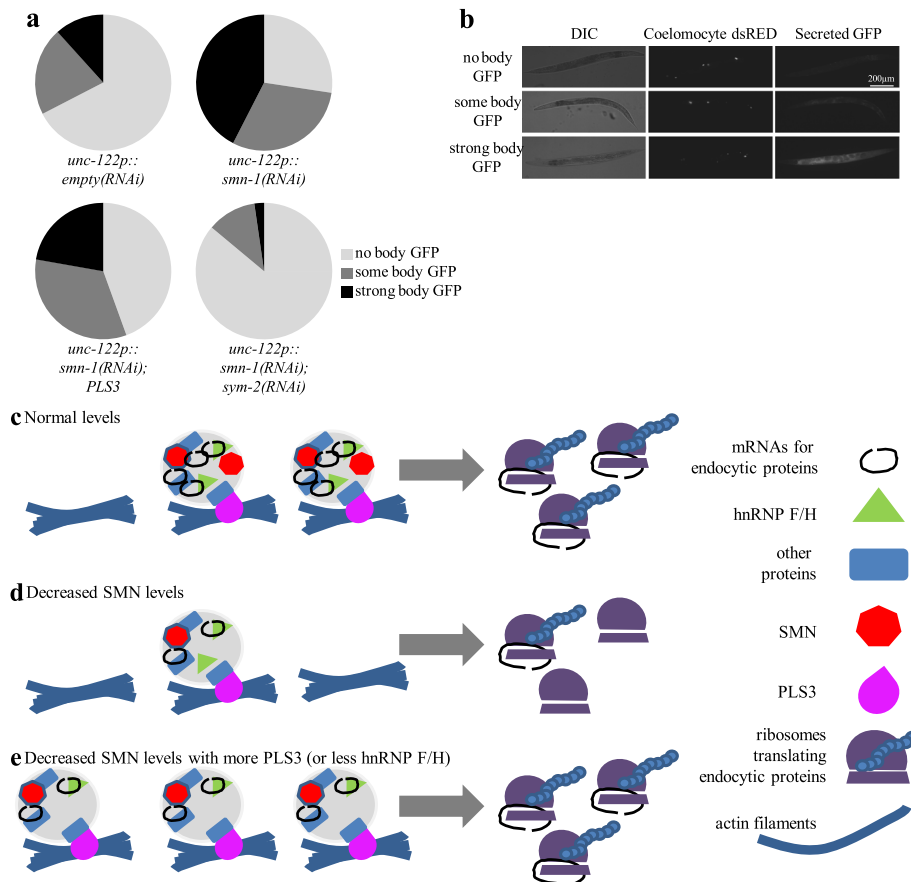 a
unc-122p::
empty(RNAi)
unc-122p::
smn-1(RNAi)
unc-122p::
smn-1(RNAi);
PLS3
unc-122p::
smn-1(RNAi);
sym-2(RNAi)
no body GFP
some body GFP
strong body GFP
b
DIC
Coelomocyte dsRED
Secreted GFP
no body
GFP
200µm
some body
GFP
strong body
GFP
c Normal levels
d Decreased SMN levels
e Decreased SMN levels with more PLS3 (or less hnRNP F/H)
mRNAs for
endocytic proteins
hnRNP F/H
other
proteins
SMN
PLS3
ribosomes
translating
endocytic proteins
actin filaments